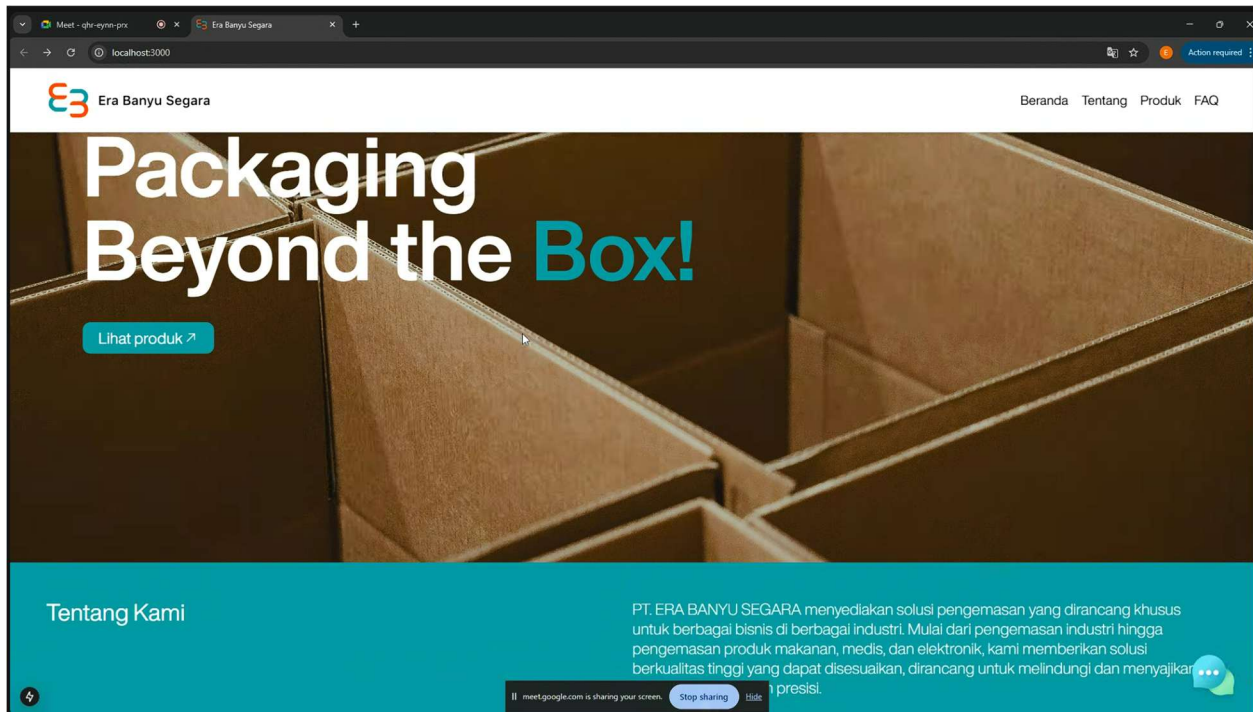 Meet - qhr-eynn-prx
Era Banyu Segara
localhost:3000
Action required
Era Banyu Segara
Beranda Tentang Produk FAQ
Packaging
Beyond the Box!
Lihat produk
Tentang Kami
PT. ERA BANYU SEGARA menyediakan solusi pengemasan yang dirancang khusus
untuk berbagai bisnis di berbagai industri. Mulai dari pengemasan industri hingga
pengemasan produk makanan, medis, dan elektronik, kami memberikan solusi
berkualitas tinggi yang dapat disesuaikan, dirancang untuk melindungi dan menyajikan
presisi.
meet.google.com is sharing your screen. Stop sharing Hide